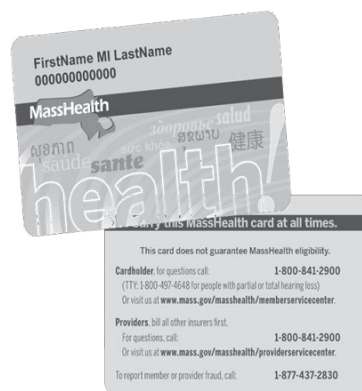 FirstName MI LastName
000000000000
MassHealth
salud
sức khỏe
健康
saude
sante
health!
Carry this MassHealth card at all times.
This card does not guarantee MassHealth eligibility.
Cardholder, for questions call: 1-800-841-2900
(TTY: 1-800-497-4648 for people with partial or total hearing loss)
Or visit us at www.mass.gov/masshealth/memberservicecenter.
Providers, bill all other insurers first.
For questions, call: 1-800-841-2900
Or visit us at www.mass.gov/masshealth/providerservicecenter.
To report member or provider fraud, call: 1-877-437-2830